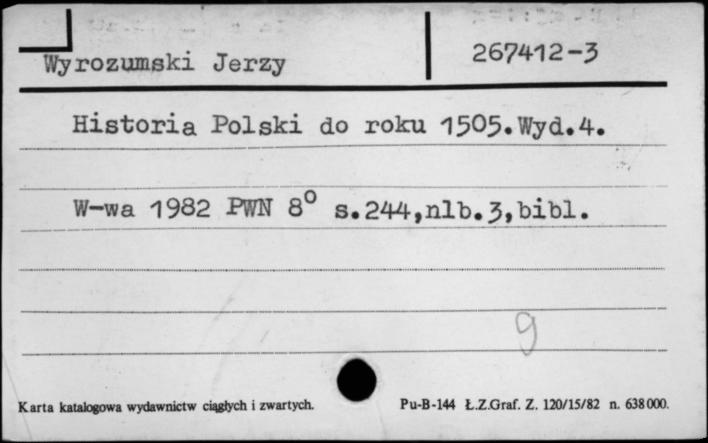 Wyrozumski Jerzy 267412-3
Historia Polski do roku 1505.Wyd.4.
W-wa 1982 PWN 8° s.244,nlb.3,bibl.
9
Karta katalogowa wydawnictw ciągłych i zwartych. Pu-B-144 Ł.Z.Graf. Z. 120/15/82 n. 638000.